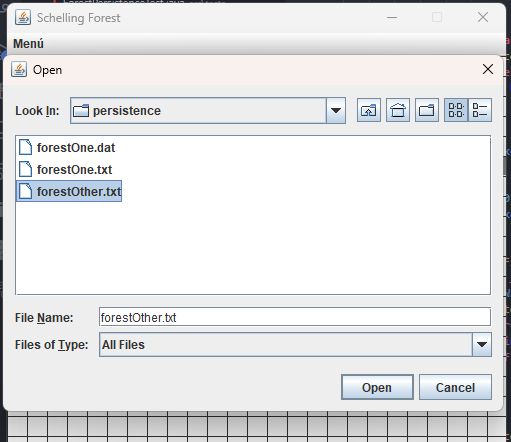 Schelling Forest
Menú
Open
Look In: persistence
forestOne.dat
forestOne.txt
forestOther.txt
File Name: forestOther.txt
Files of Type: All Files
Open Cancel